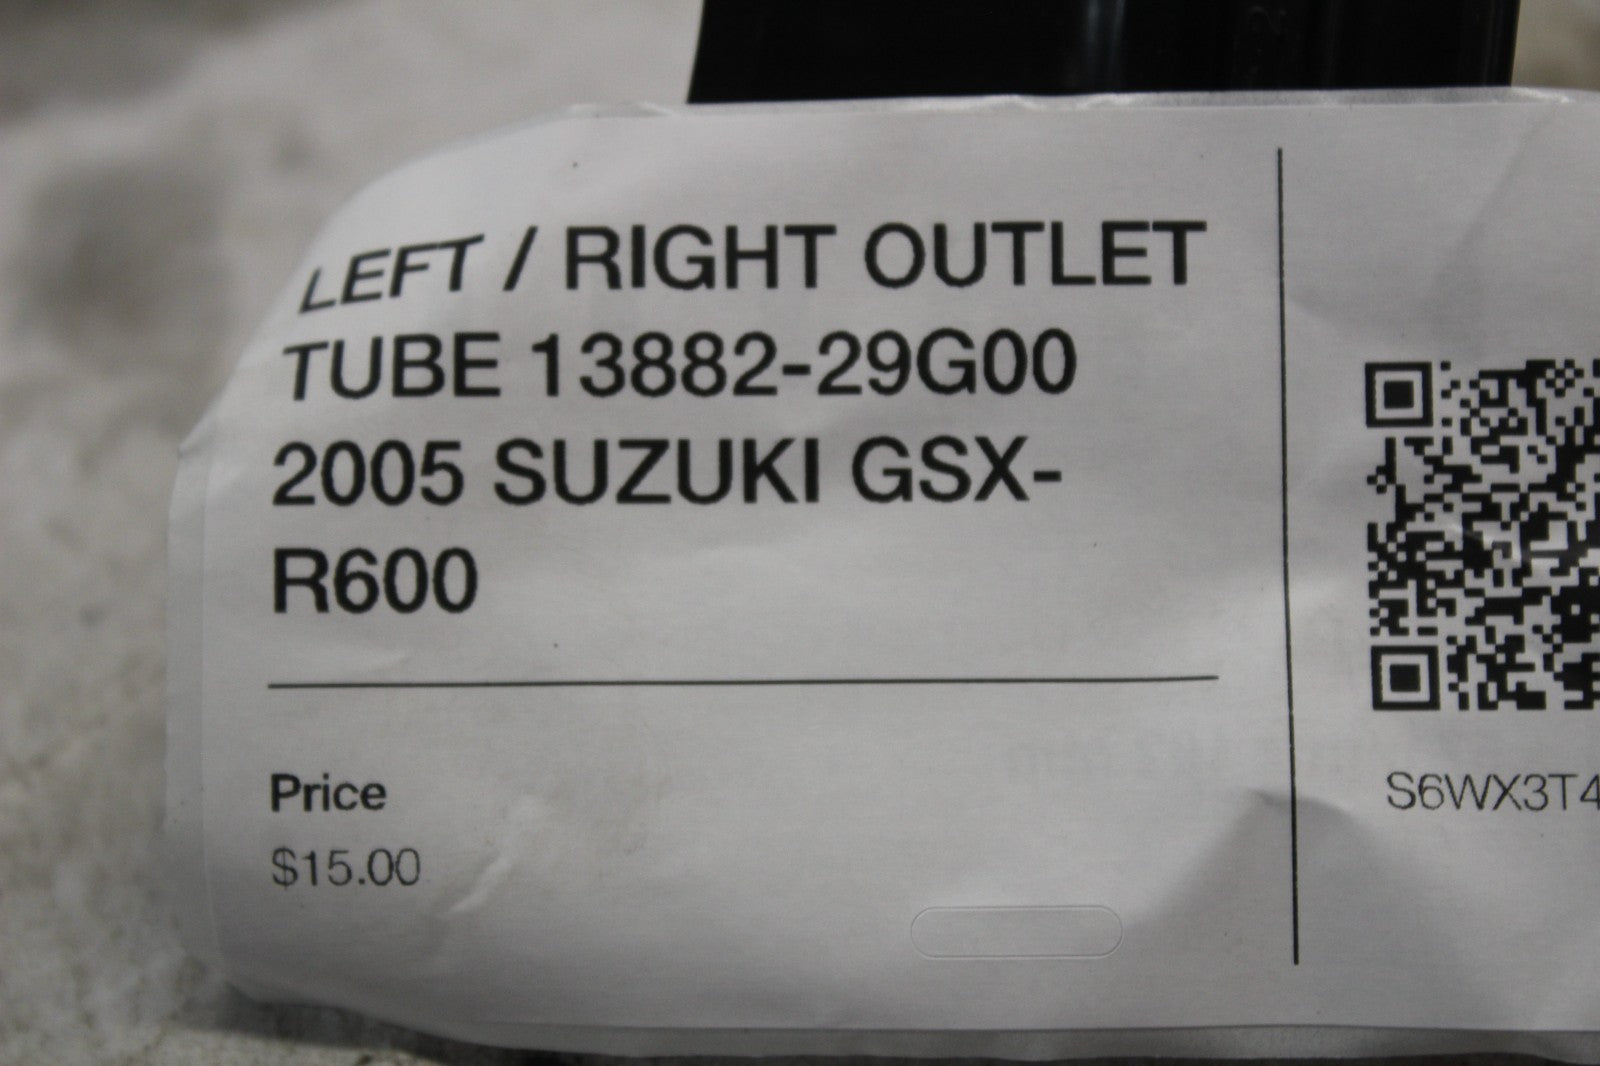 LEFT / RIGHT OUTLET
TUBE 13882-29G00
2005 SUZUKI GSX-
R600
Price
$15.00
S6WX3T4